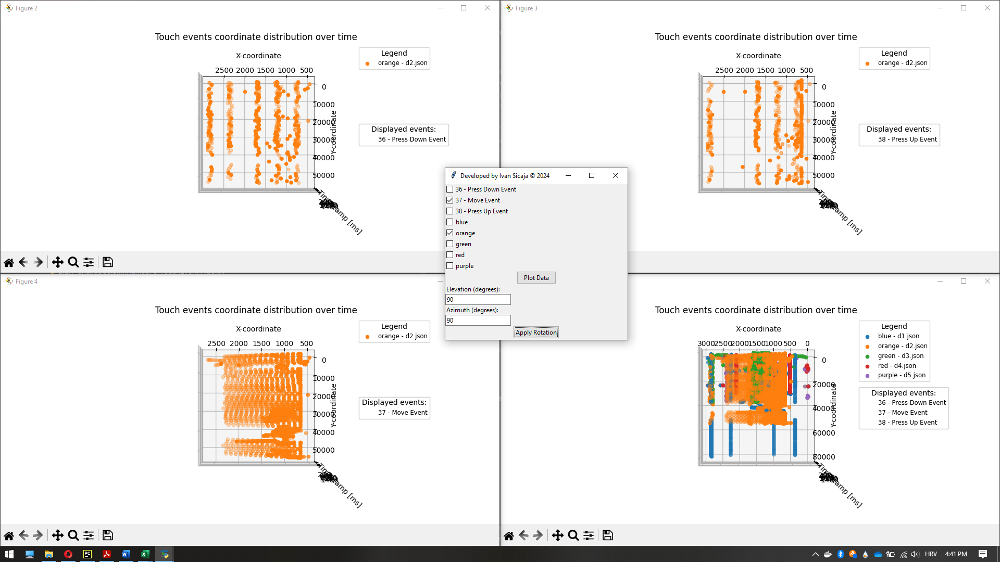 Figure 2
Touch events coordinate distribution over time
X-coordinate
2500 2000 1500 1000 500
0
10000
20000
30000
40000
50000
Y-coordinate
[ms]
Legend
orange - d2.json
Displayed events:
36 - Press Down Event
Figure 3
Touch events coordinate distribution over time
X-coordinate
2500 2000 1500 1000 500
0
10000
20000
30000
40000
50000
Y-coordinate
[ms]
Legend
orange - d2.json
Displayed events:
38 - Press Up Event
Developed by Ivan Sicaja © 2024
36 - Press Down Event
37 - Move Event
38 - Press Up Event
blue
orange
green
red
purple
Plot Data
Elevation (degrees):
90
Azimuth (degrees):
90
Apply Rotation
Figure 4
Touch events coordinate distribution over time
X-coordinate
2500 2000 1500 1000 500
0
10000
20000
30000
40000
50000
Y-coordinate
[ms]
Legend
orange - d2.json
Displayed events:
37 - Move Event
Touch events coordinate distribution over time
X-coordinate
3000 2500 2000 1500 1000 500 0
0
20000
40000
60000
80000
Y-coordinate
[ms]
Legend
blue - d1.json
orange - d2.json
green - d3.json
red - d4.json
purple - d5.json
Displayed events:
36 - Press Down Event
37 - Move Event
38 - Press Up Event
PC
HRV
4:41 PM